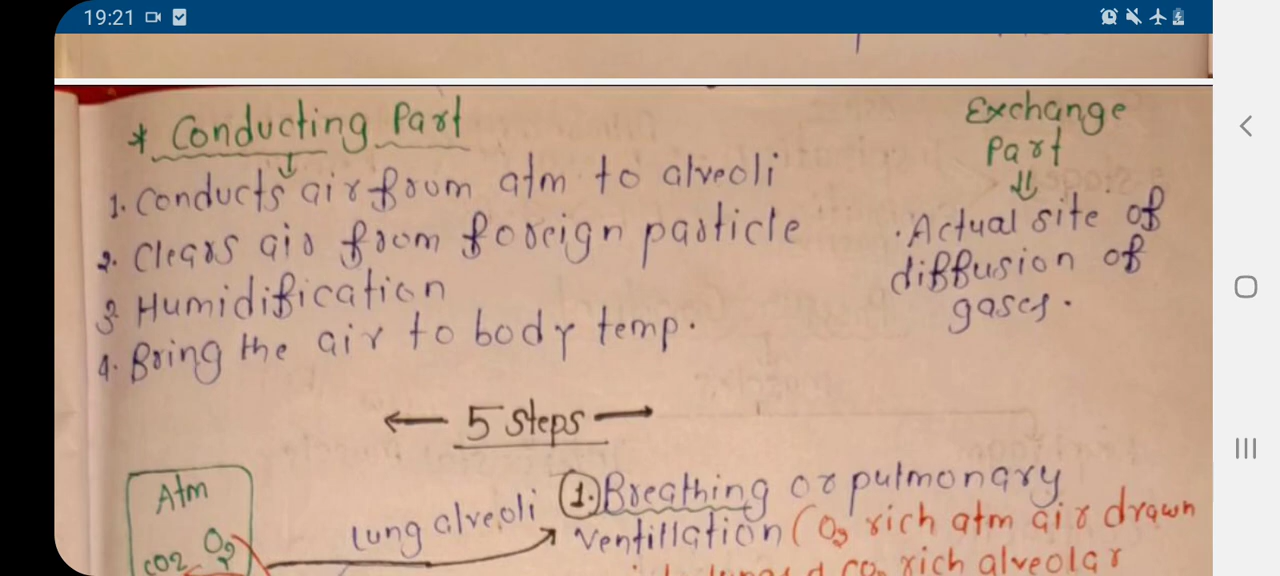 19:21
* Conducting Part
1. Conducts air from atm to alveoli
2. Clears air from foreign particle
3 Humidification
4. Bring the air to body temp.
Exchange
Part
. Actual site of
diffusion of
gases.
5 Steps
Atm
O2
CO2
lung alveoli
1. Breathing or pulmonary
ventillation (O2 rich atm air drawn
CO2 rich alveolar